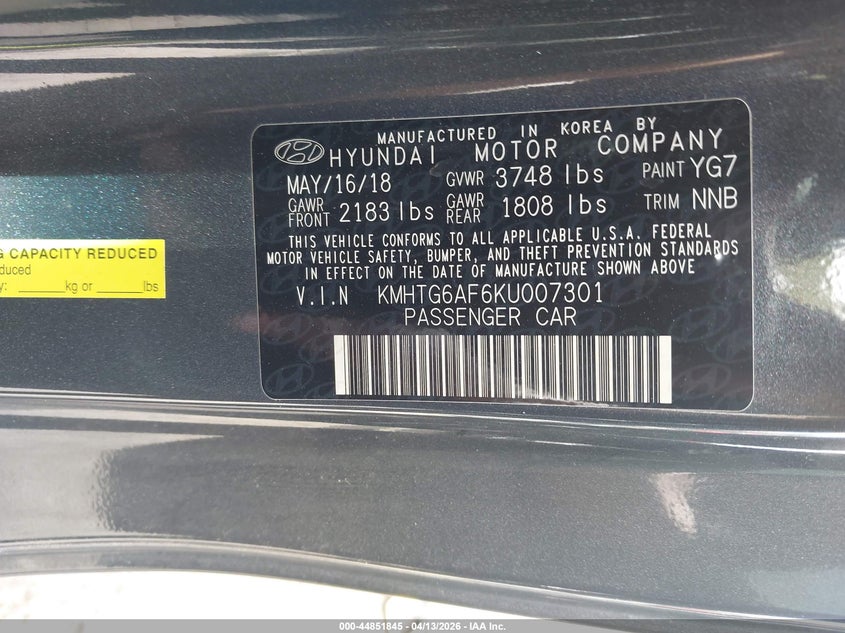 MANUFACTURED IN KOREA BY
HYUNDAI MOTOR COMPANY
MAY/16/18 GVWR 3748 lbs PAINT YG7
GAWR FRONT 2183 lbs GAWR REAR 1808 lbs TRIM NNB
THIS VEHICLE CONFORMS TO ALL APPLICABLE U.S.A. FEDERAL
MOTOR VEHICLE SAFETY, BUMPER, AND THEFT PREVENTION STANDARDS
IN EFFECT ON THE DATE OF MANUFACTURE SHOWN ABOVE
V.I.N KMHTG6AF6KU007301
PASSENGER CAR
CAPACITY REDUCED
kg or lbs
000-44851845 - 04/13/2026 - IAA Inc.